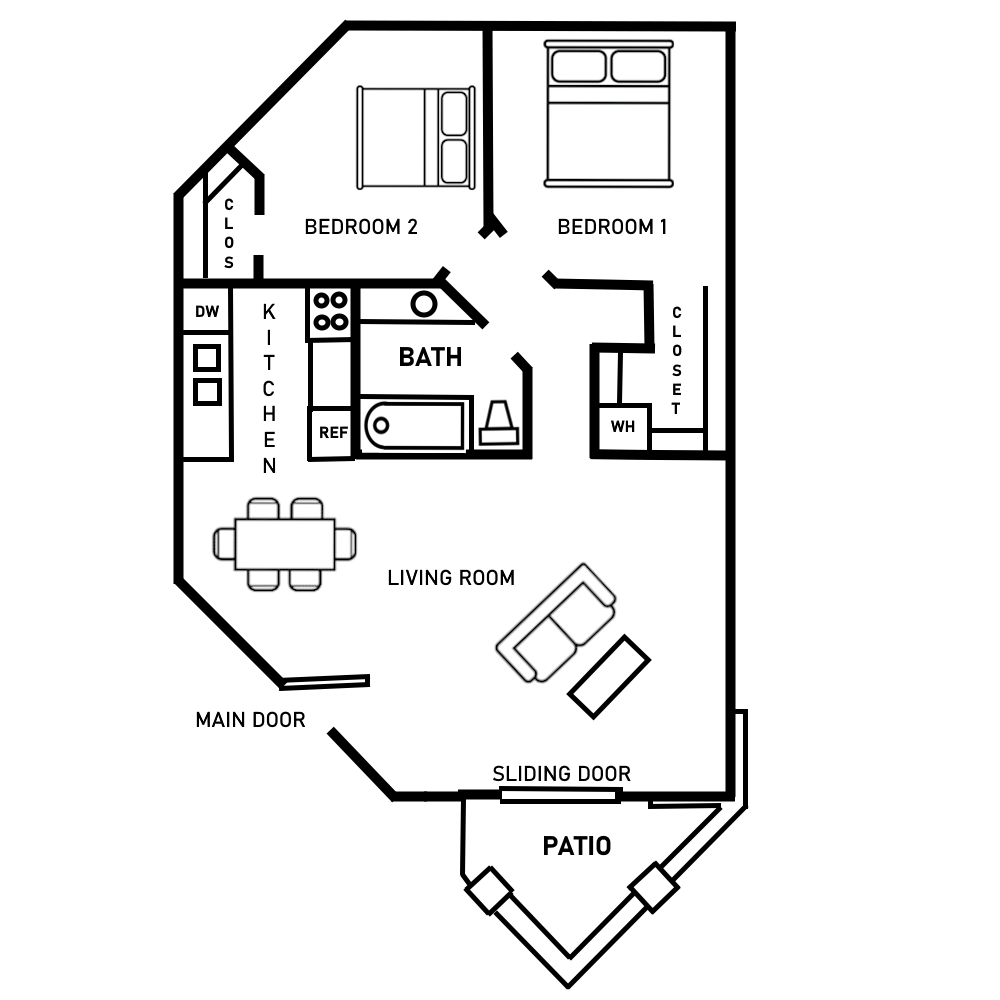 BEDROOM 2
BEDROOM 1
CLOS
DW
KITCHEN
BATH
CLOSET
REF
WH
LIVING ROOM
MAIN DOOR
SLIDING DOOR
PATIO